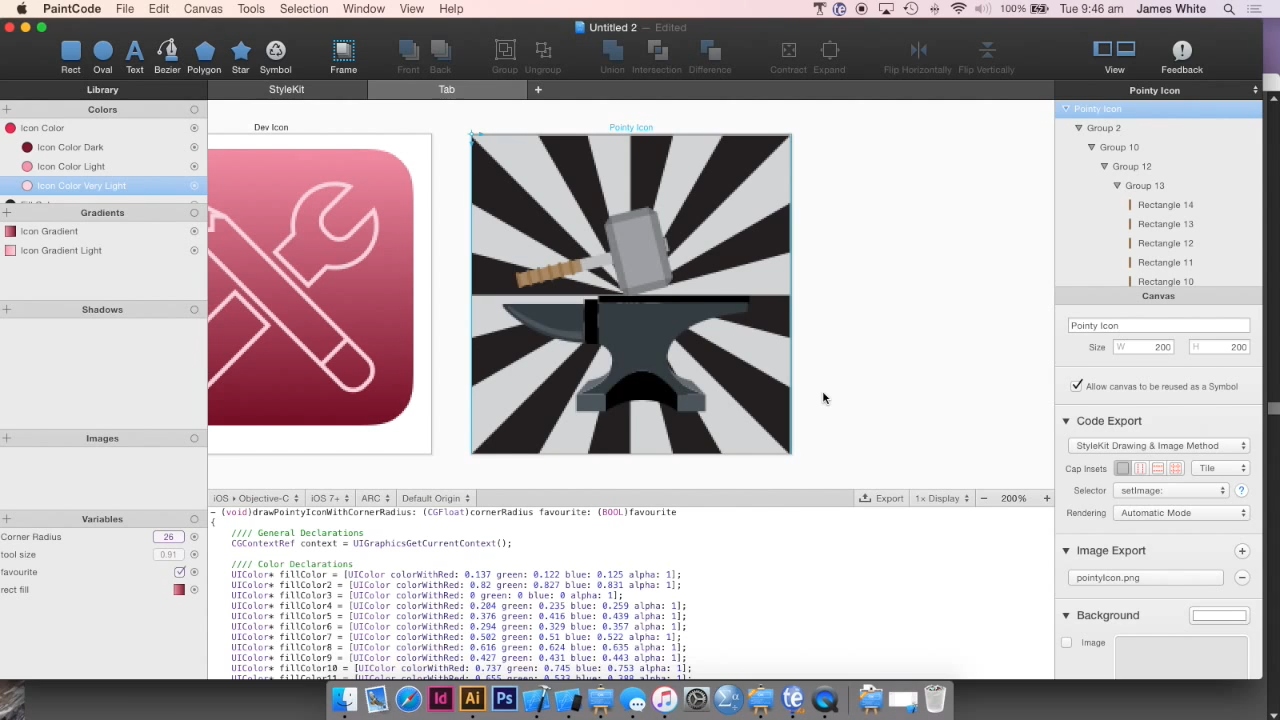 PaintCode File Edit Canvas Tools Selection Help Window View Help 100% Tue 9:46 am James White
Untitled 2 — Edited
Rect Oval Text Bezier Polygon Star Symbol Frame Front Back Group Ungroup Union Intersection Difference Contract Expand Flip Horizontally Flip Vertically View Feedback
Library StyleKit Tab + Pointy Icon
Colors
Icon Color
Icon Color Dark
Icon Color Light
Icon Color Very Light
Gradients
Icon Gradient
Icon Gradient Light
Shadows
Images
Variables
Corner Radius 26
tool size 0.91
favourite
rect fill
Dev Icon Pointy Icon
iOS ▸ Objective-C iOS 7+ ARC Default Origin Export 1× Display − 200% +
- (void)drawPointyIconWithCornerRadius: (CGFloat)cornerRadius favourite: (BOOL)favourite
{
//// General Declarations
CGContextRef context = UIGraphicsGetCurrentContext();
//// Color Declarations
UIColor* fillColor = [UIColor colorWithRed: 0.137 green: 0.122 blue: 0.125 alpha: 1];
UIColor* fillColor2 = [UIColor colorWithRed: 0.82 green: 0.827 blue: 0.831 alpha: 1];
UIColor* fillColor3 = [UIColor colorWithRed: 0 green: 0 blue: 0 alpha: 1];
UIColor* fillColor4 = [UIColor colorWithRed: 0.204 green: 0.235 blue: 0.259 alpha: 1];
UIColor* fillColor5 = [UIColor colorWithRed: 0.376 green: 0.416 blue: 0.439 alpha: 1];
UIColor* fillColor6 = [UIColor colorWithRed: 0.294 green: 0.329 blue: 0.357 alpha: 1];
UIColor* fillColor7 = [UIColor colorWithRed: 0.502 green: 0.51 blue: 0.522 alpha: 1];
UIColor* fillColor8 = [UIColor colorWithRed: 0.616 green: 0.624 blue: 0.635 alpha: 1];
UIColor* fillColor9 = [UIColor colorWithRed: 0.427 green: 0.431 blue: 0.443 alpha: 1];
UIColor* fillColor10 = [UIColor colorWithRed: 0.737 green: 0.745 blue: 0.753 alpha: 1];
Pointy Icon
Group 2
Group 10
Group 12
Group 13
Rectangle 14
Rectangle 13
Rectangle 12
Rectangle 11
Rectangle 10
Canvas
Pointy Icon
Size W 200 H 200
Allow canvas to be reused as a Symbol
Code Export
StyleKit Drawing & Image Method
Cap Insets Tile
Selector setImage: ?
Rendering Automatic Mode
Image Export
pointyIcon.png
Background
Image
Id Ai Ps